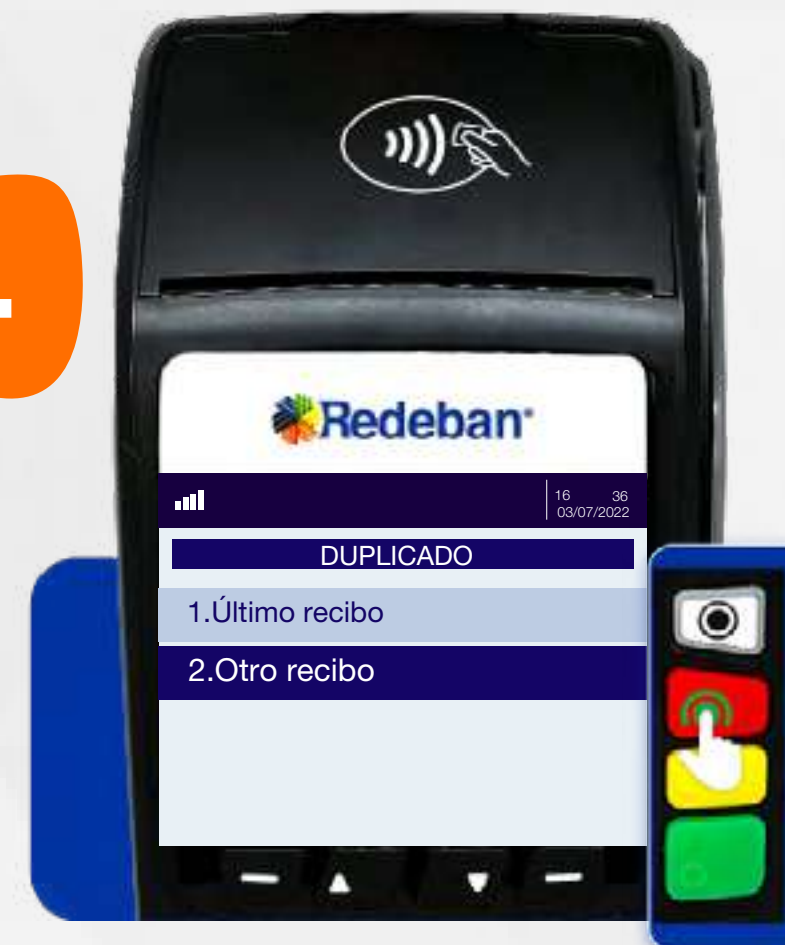 Redeban
16 36
03/07/2022
DUPLICADO
1.Último recibo
2.Otro recibo